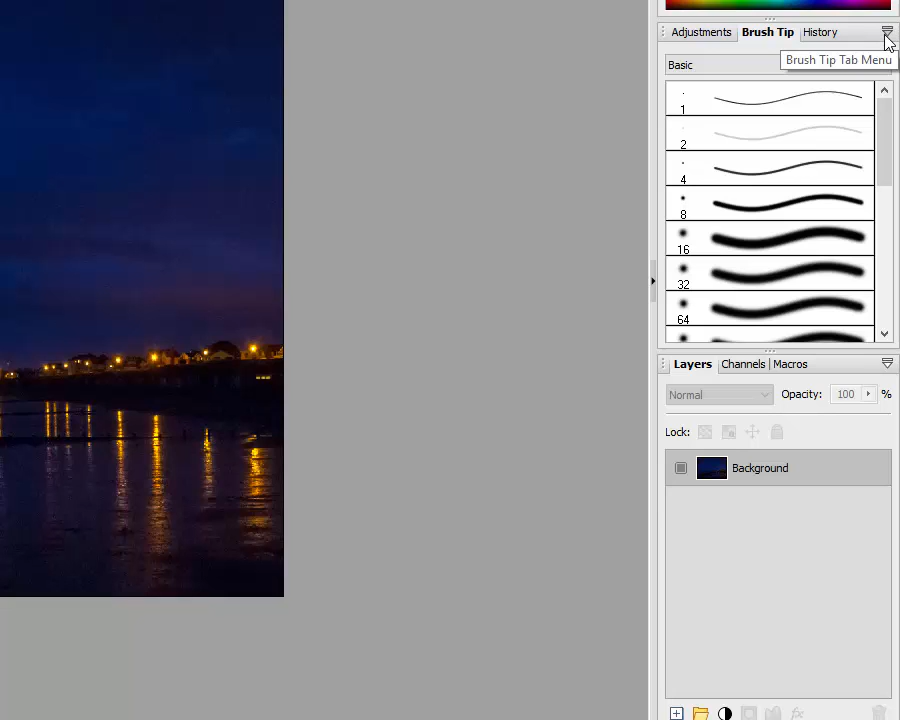 Adjustments Brush Tip History
Brush Tip Tab Menu
Basic
1
2
4
8
16
32
64
Layers Channels Macros
Normal Opacity: 100 %
Lock:
Background
fx